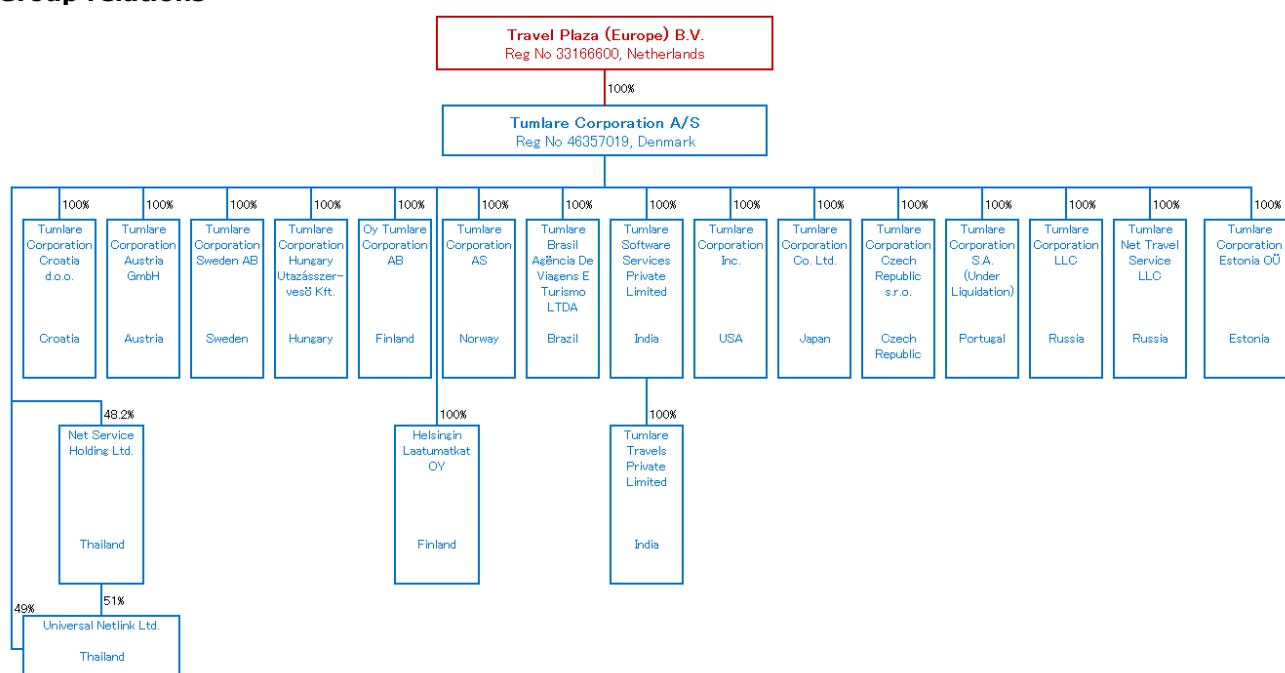 Group relations
Travel Plaza (Europe) B.V.
Reg No 33166600, Netherlands
100%
Tumlare Corporation A/S
Reg No 46357019, Denmark
100%
Tumlare
Corporation
Croatia
d.o.o.
Croatia
100%
Tumlare
Corporation
Austria
GmbH
Austria
100%
Tumlare
Corporation
Sweden AB
Sweden
100%
Tumlare
Corporation
Hungary
Utazásszer-
vesö Kft.
Hungary
100%
Oy Tumlare
Corporation
AB
Finland
100%
Tumlare
Corporation
AS
Norway
100%
Tumlare
Brasil
Agëncia De
Viagens E
Turismo
LTDA
Brazil
100%
Tumlare
Software
Services
Private
Limited
India
100%
Tumlare
Corporation
Inc.
USA
100%
Tumlare
Corporation
Co. Ltd.
Japan
100%
Tumlare
Corporation
Czech
Republic
s.r.o.
Czech
Republic
100%
Tumlare
Corporation
S.A.
(Under
Liquidation)
Portugal
100%
Tumlare
Corporation
LLC
Russia
100%
Tumlare
Net Travel
Service
LLC
Russia
100%
Tumlare
Corporation
Estonia OÜ
Estonia
48.2%
Net Service
Holding Ltd.
Thailand
100%
Helsingin
Laatumatkat
OY
Finland
100%
Tumlare
Travels
Private
Limited
India
49%
51%
Universal Netlink Ltd.
Thailand